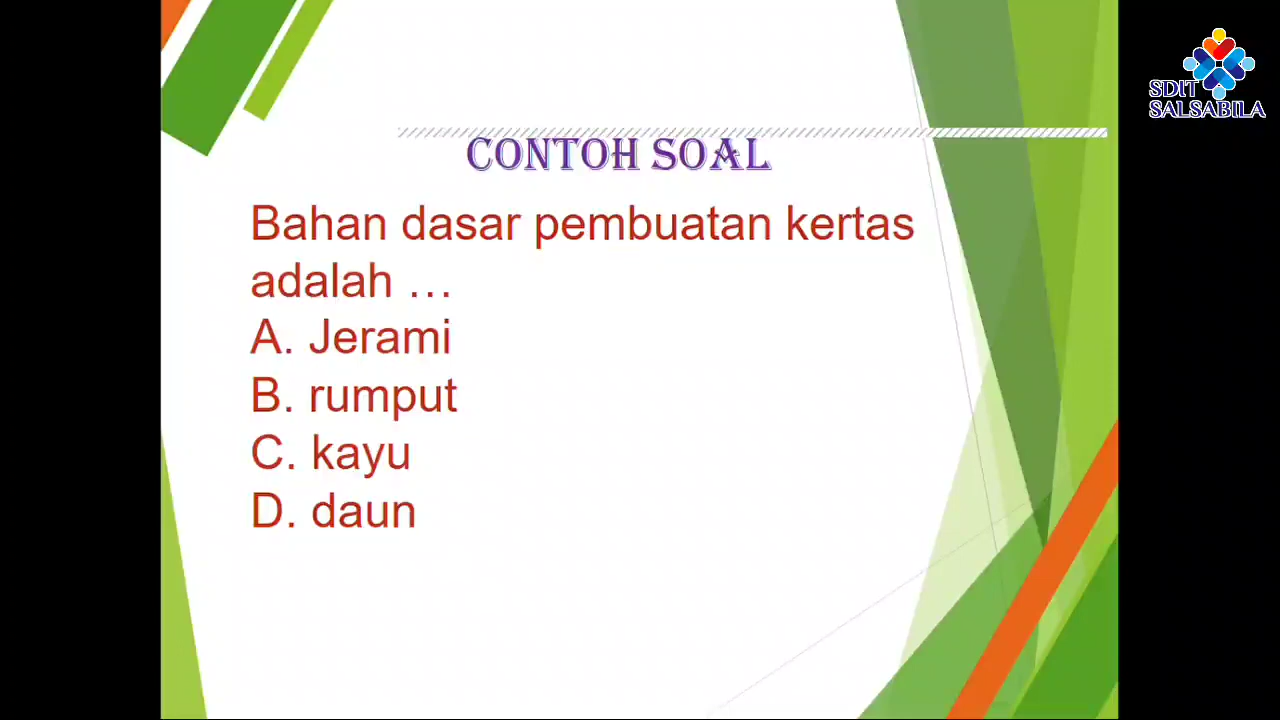 SDIT
SALSABILA
CONTOH SOAL
Bahan dasar pembuatan kertas
adalah …
A. Jerami
B. rumput
C. kayu
D. daun